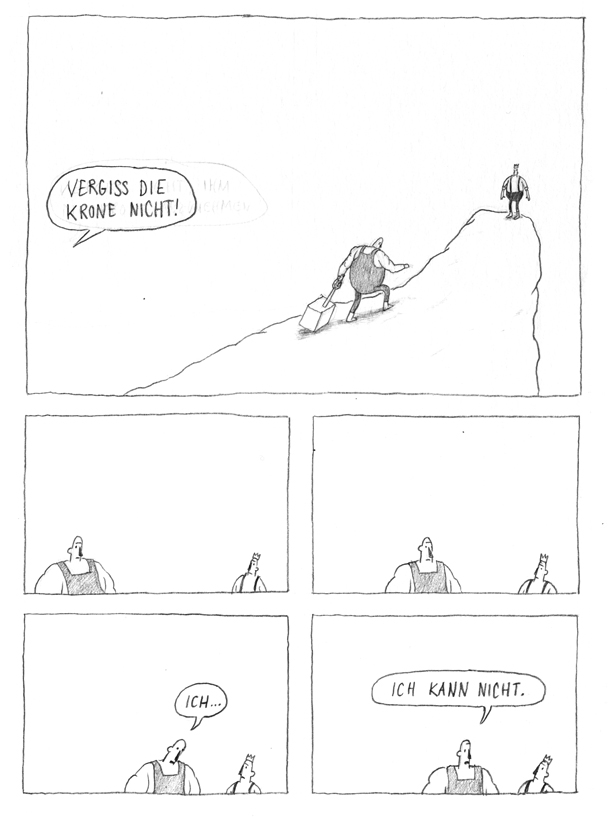 VERGISS DIE
KRONE NICHT!
ICH...
ICH KANN NICHT.